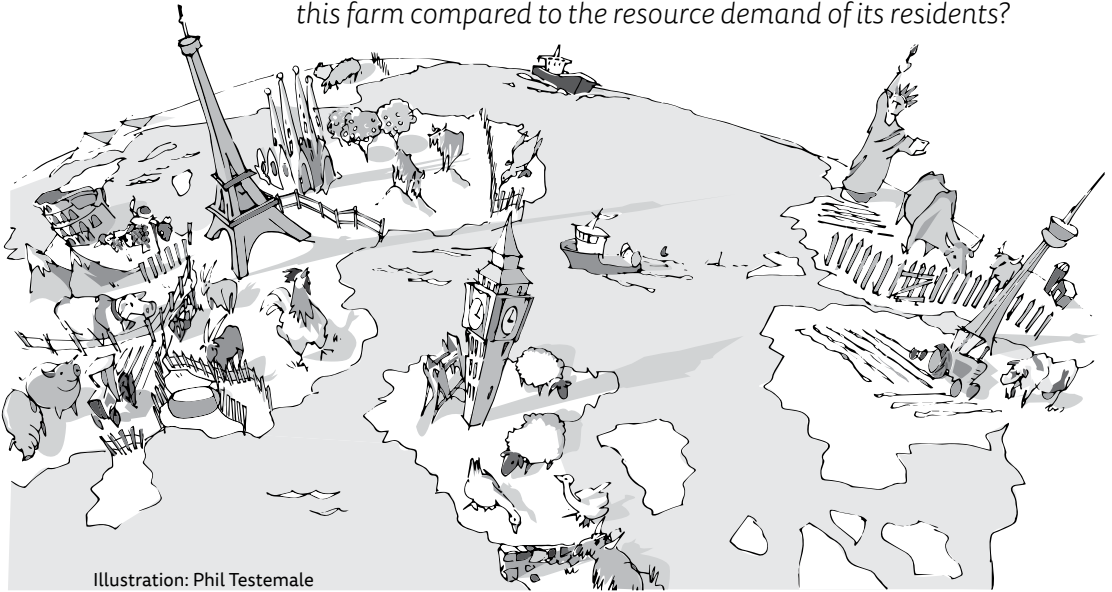 this farm compared to the resource demand of its residents?
Illustration: Phil Testemale